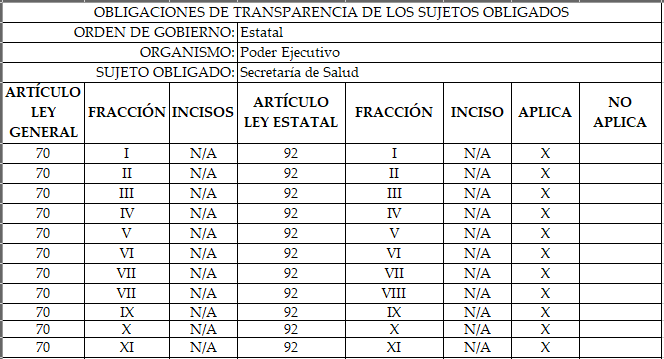 OBLIGACIONES DE TRANSPARENCIA DE LOS SUJETOS OBLIGADOS
ORDEN DE GOBIERNO: Estatal
ORGANISMO: Poder Ejecutivo
SUJETO OBLIGADO: Secretaría de Salud
ARTÍCULO LEY GENERAL FRACCIÓN INCISOS ARTÍCULO LEY ESTATAL FRACCIÓN INCISO APLICA NO APLICA
70 I N/A 92 I N/A X
70 II N/A 92 II N/A X
70 III N/A 92 III N/A X
70 IV N/A 92 IV N/A X
70 V N/A 92 V N/A X
70 VI N/A 92 VI N/A X
70 VII N/A 92 VII N/A X
70 VII N/A 92 VIII N/A X
70 IX N/A 92 IX N/A X
70 X N/A 92 X N/A X
70 XI N/A 92 XI N/A X